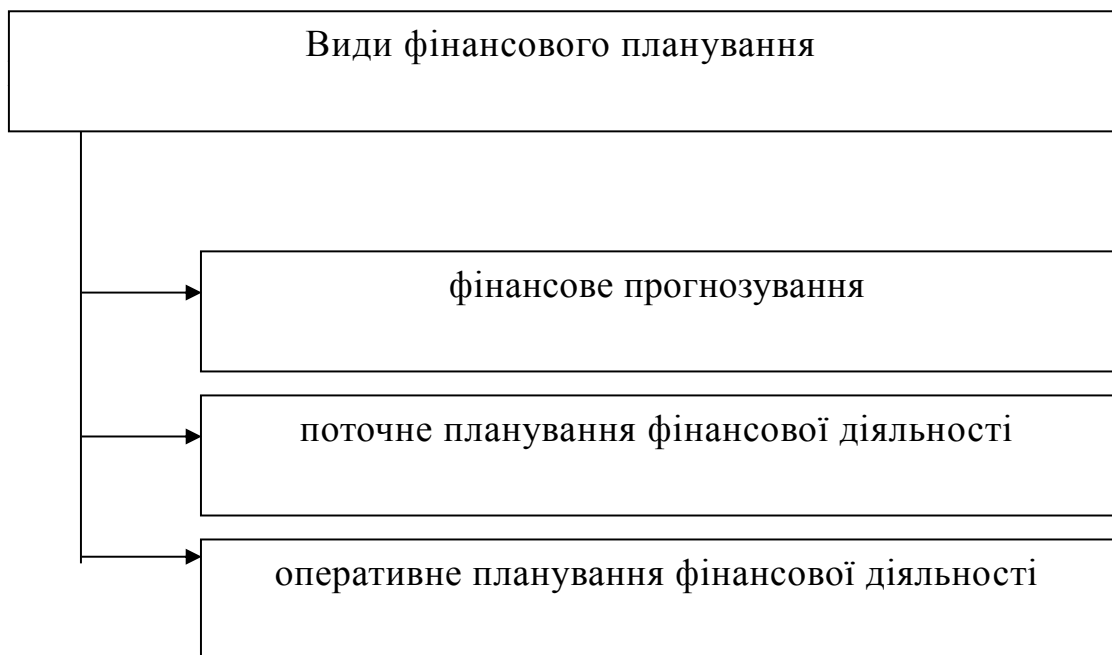 Види фінансового планування
фінансове прогнозування
поточне планування фінансової діяльності
оперативне планування фінансової діяльності